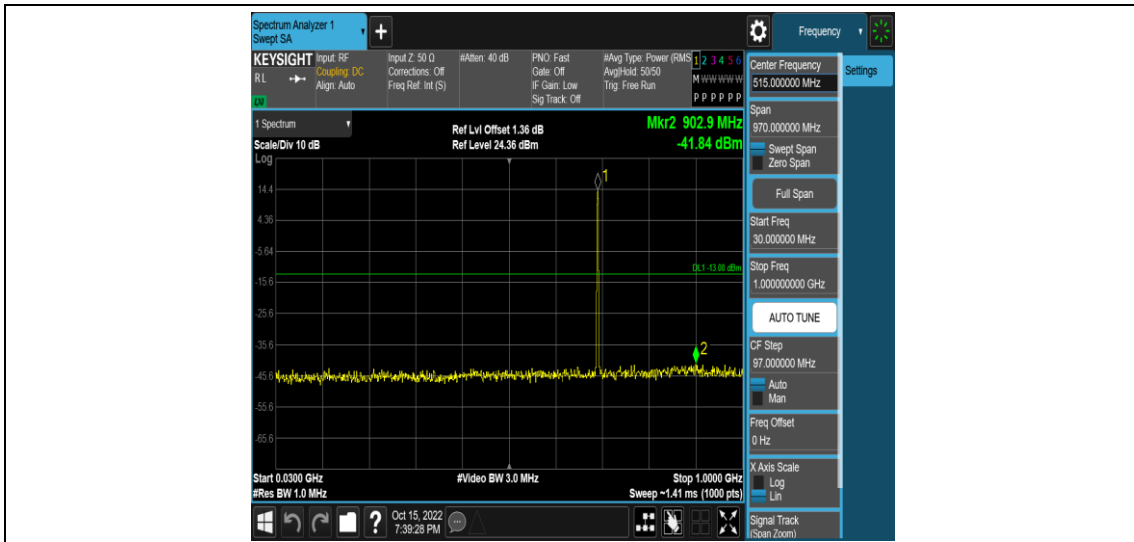 Spectrum Analyzer 1
Swept SA
+
Frequency
KEYSIGHT
RL
LM
Input: RF
Coupling: DC
Align: Auto
Input Z: 50 Ω
Corrections: Off
Freq Ref: Int (S)
#Atten: 40 dB
PNO: Fast
Gate: Off
IF Gain: Low
Sig Track: Off
#Avg Type: Power (RMS
Avg|Hold: 50/50
Trig: Free Run
1 2 3 4 5 6
M W W W W W
P P P P P P
1 Spectrum
Scale/Div 10 dB
Ref Lvl Offset 1.36 dB
Ref Level 24.36 dBm
Mkr2 902.9 MHz
-41.84 dBm
Log
14.4
4.36
-5.64
-15.6
-25.6
-35.6
-45.6
-55.6
-65.6
1
DL1 -13.00 dBm
2
Start 0.0300 GHz
#Res BW 1.0 MHz
#Video BW 3.0 MHz
Stop 1.0000 GHz
Sweep ~1.41 ms (1000 pts)
Center Frequency
515.000000 MHz
Settings
Span
970.000000 MHz
Swept Span
Zero Span
Full Span
Start Freq
30.000000 MHz
Stop Freq
1.000000000 GHz
AUTO TUNE
CF Step
97.000000 MHz
Auto
Man
Freq Offset
0 Hz
X Axis Scale
Log
Lin
Signal Track
(Span Zoom)
?
Oct 15, 2022
7:39:28 PM